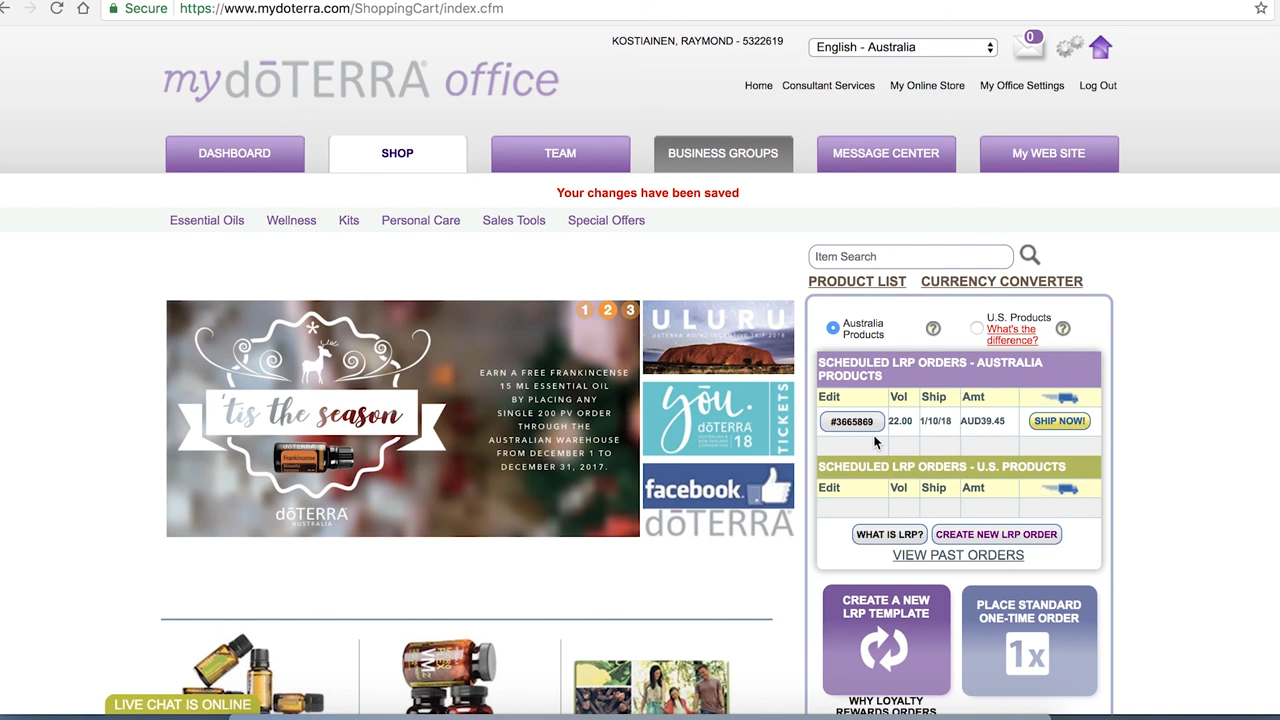 Secure https://www.mydoterra.com/ShoppingCart/index.cfm
KOSTIAINEN, RAYMOND - 5322619
English - Australia
0
mydōTERRA® office
Home Consultant Services My Online Store My Office Settings Log Out
DASHBOARD SHOP TEAM BUSINESS GROUPS MESSAGE CENTER My WEB SITE
Your changes have been saved
Essential Oils Wellness Kits Personal Care Sales Tools Special Offers
Item Search
PRODUCT LIST CURRENCY CONVERTER
1 2 3
'tis the season
Frankincense
dōTERRA
AUSTRALIA
EARN A FREE FRANKINCENSE
15 ML ESSENTIAL OIL
BY PLACING ANY
SINGLE 200 PV ORDER
THROUGH THE
AUSTRALIAN WAREHOUSE
FROM DECEMBER 1 TO
DECEMBER 31, 2017.
ULURU
dōTERRA AU/NZ INCENTIVE TRIP 2018
you.
dōTERRA
18
TICKETS
facebook.
dōTERRA®
Australia
Products
?
U.S. Products
What's the
difference?
?
SCHEDULED LRP ORDERS - AUSTRALIA
PRODUCTS
Edit Vol Ship Amt
#3665869 22.00 1/10/18 AUD39.45 SHIP NOW!
SCHEDULED LRP ORDERS - U.S. PRODUCTS
Edit Vol Ship Amt
WHAT IS LRP? CREATE NEW LRP ORDER
VIEW PAST ORDERS
CREATE A NEW
LRP TEMPLATE
PLACE STANDARD
ONE-TIME ORDER
1x
WHY LOYALTY
REWARDS ORDERS
VM
LIVE CHAT IS ONLINE